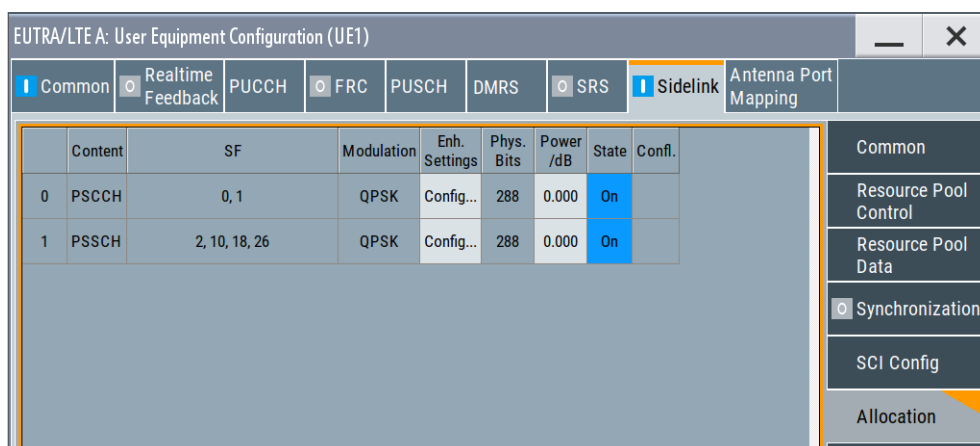 EUTRA/LTE A: User Equipment Configuration (UE1)
Common
Realtime
Feedback
PUCCH
FRC
PUSCH
DMRS
SRS
Sidelink
Antenna Port
Mapping
Content SF Modulation Enh. Settings Phys. Bits Power /dB State Confl.
0 PSCCH 0, 1 QPSK Config... 288 0.000 On
1 PSSCH 2, 10, 18, 26 QPSK Config... 288 0.000 On
Common
Resource Pool
Control
Resource Pool
Data
Synchronization
SCI Config
Allocation